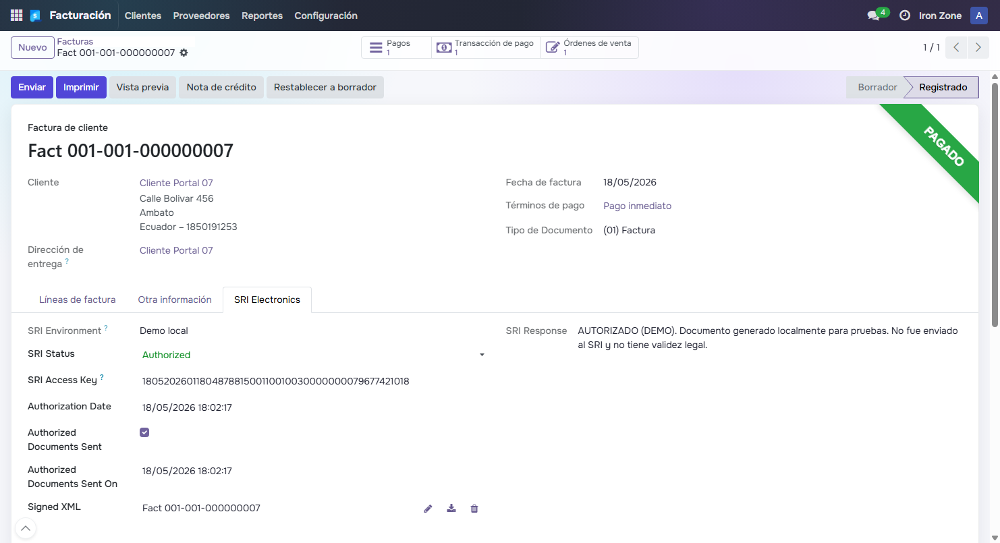 Facturación Clientes Proveedores Reportes Configuración 4 Iron Zone A
Nuevo
Facturas
Fact 001-001-000000007
Pagos
1
Transacción de pago
1
Órdenes de venta
1
1 / 1
Enviar Imprimir Vista previa Nota de crédito Restablecer a borrador Borrador Registrado
PAGADO
Factura de cliente
Fact 001-001-000000007
Cliente
Cliente Portal 07
Calle Bolivar 456
Ambato
Ecuador – 1850191253
Dirección de
entrega ?
Cliente Portal 07
Fecha de factura 18/05/2026
Términos de pago Pago inmediato
Tipo de Documento (01) Factura
Líneas de factura Otra información SRI Electronics
SRI Environment ? Demo local
SRI Status Authorized
SRI Access Key ? 1805202601180487881500110010030000000079677421018
Authorization Date 18/05/2026 18:02:17
Authorized
Documents Sent
Authorized
Documents Sent On
18/05/2026 18:02:17
Signed XML Fact 001-001-000000007
SRI Response AUTORIZADO (DEMO). Documento generado localmente para pruebas. No fue enviado
al SRI y no tiene validez legal.